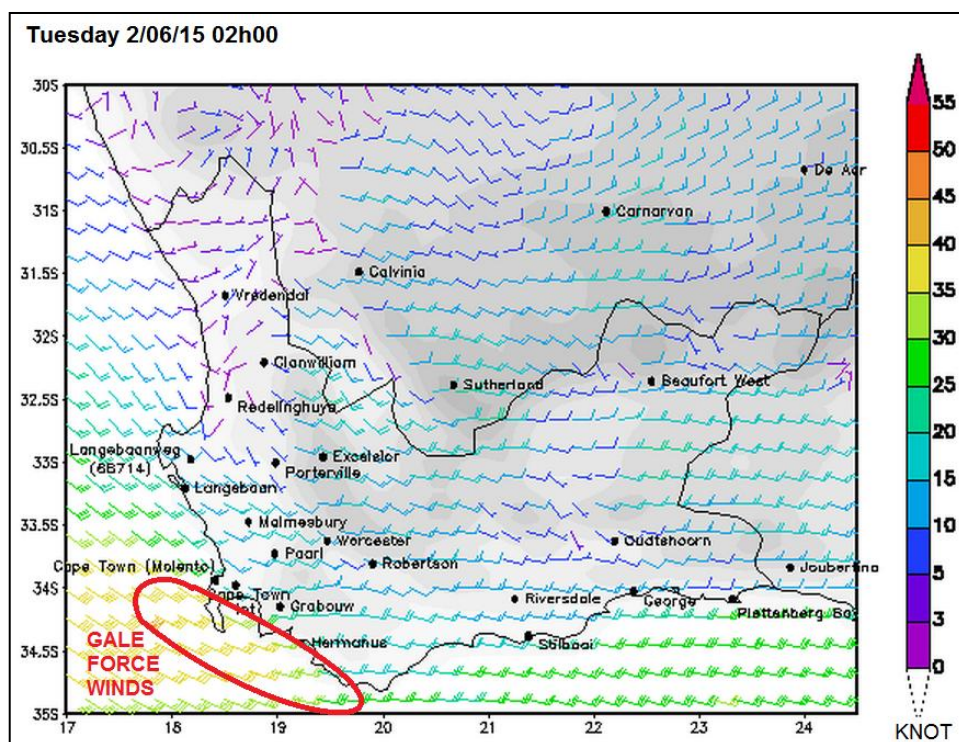 Tuesday 2/06/15 02h00
30S
30.5S
31S
31.5S
32S
32.5S
33S
33.5S
34S
34.5S
35S
De Aar
Carnarvon
Calvinia
Vredendal
Clanwilliam
Sutherland
Beaufort West
Redelinghuys
Langebaanweg
Excelsior
Porterville
Langebaan
Malmesbury
Worcester
Oudtshoorn
Paarl
Robertson
Cape Town (Molento)
Joubertina
Cape Town
Grabouw
Riversdale
George
Plettenberg Ba
Hermanus
Stilbaai
GALE
FORCE
WINDS
17
18
19
20
21
22
23
24
55
50
45
40
35
30
25
20
15
10
5
3
0
KNOT